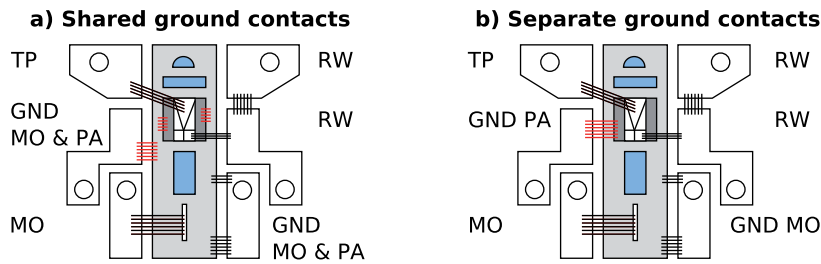 a) Shared ground contacts
TP
RW
GND
MO & PA
RW
MO
GND
MO & PA
b) Separate ground contacts
TP
RW
GND PA
RW
MO
GND MO